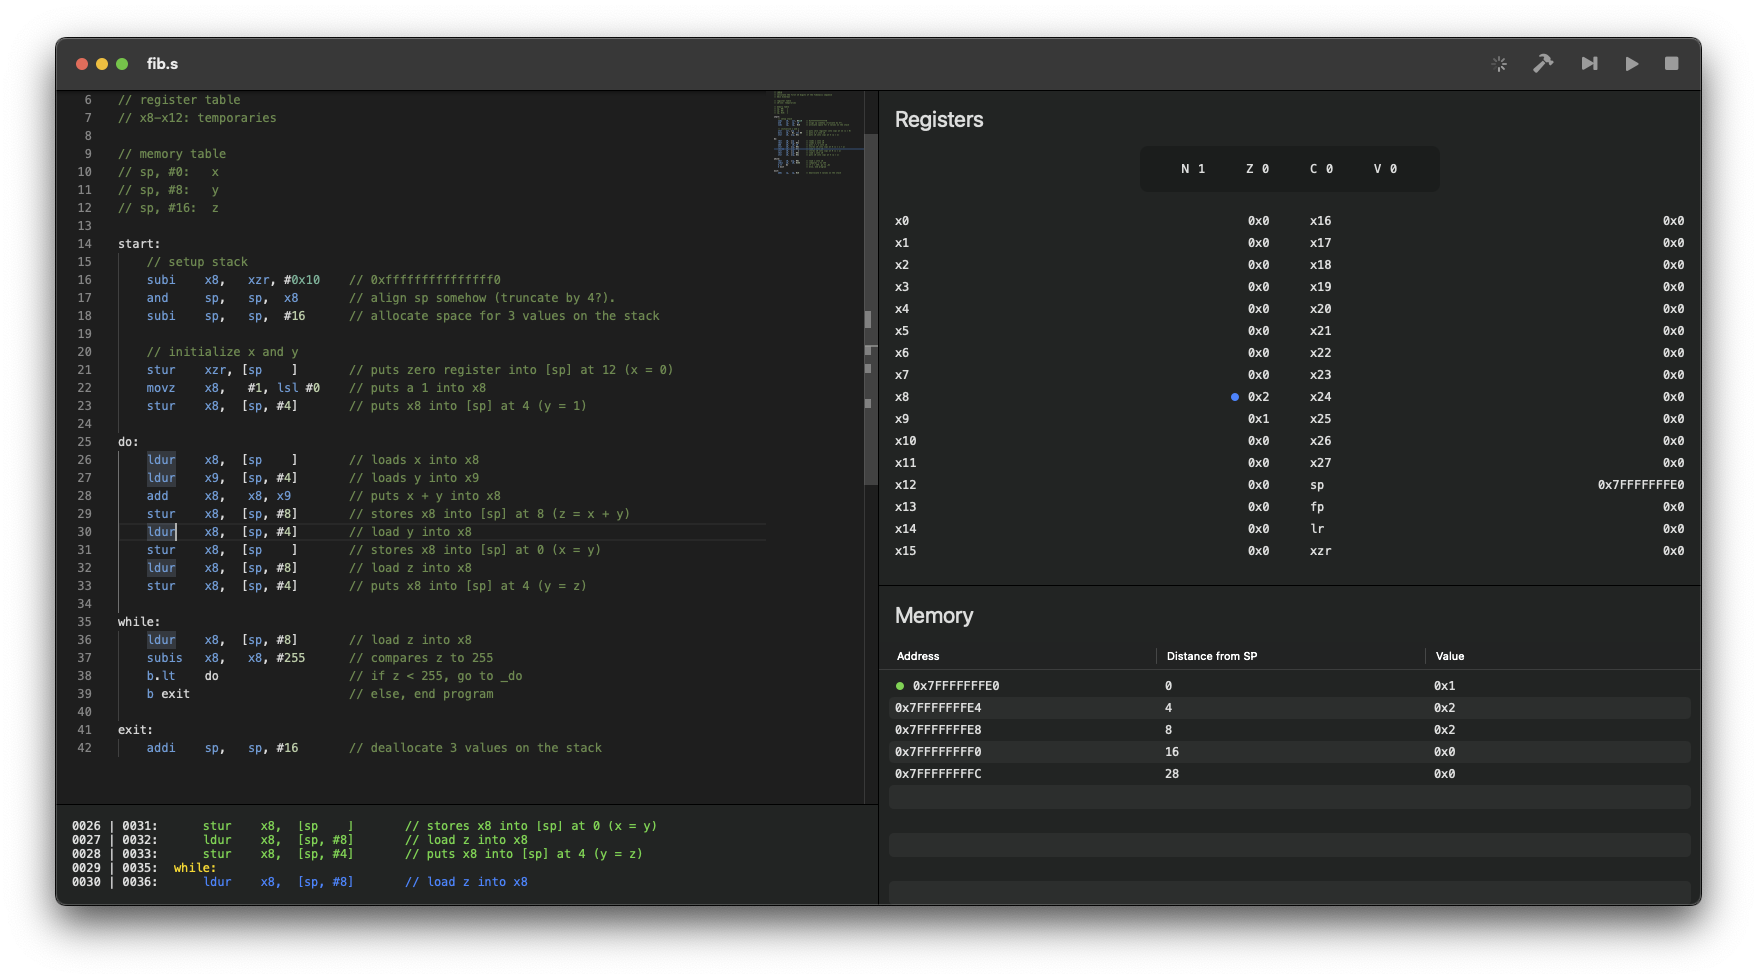 fib.s
6 // register table
7 // x8-x12: temporaries
8
9 // memory table
10 // sp, #0: x
11 // sp, #8: y
12 // sp, #16: z
13
14 start:
15 // setup stack
16 subi x8, xzr, #0x10 // 0xfffffffffffffff0
17 and sp, sp, x8 // align sp somehow (truncate by 4?).
18 subi sp, sp, #16 // allocate space for 3 values on the stack
19
20 // initialize x and y
21 stur xzr, [sp ] // puts zero register into [sp] at 12 (x = 0)
22 movz x8, #1, lsl #0 // puts a 1 into x8
23 stur x8, [sp, #4] // puts x8 into [sp] at 4 (y = 1)
24
25 do:
26 ldur x8, [sp ] // loads x into x8
27 ldur x9, [sp, #4] // loads y into x9
28 add x8, x8, x9 // puts x + y into x8
29 stur x8, [sp, #8] // stores x8 into [sp] at 8 (z = x + y)
30 ldur x8, [sp, #4] // load y into x8
31 stur x8, [sp ] // stores x8 into [sp] at 0 (x = y)
32 ldur x8, [sp, #8] // load z into x8
33 stur x8, [sp, #4] // puts x8 into [sp] at 4 (y = z)
34
35 while:
36 ldur x8, [sp, #8] // load z into x8
37 subis x8, x8, #255 // compares z to 255
38 b.lt do // if z < 255, go to _do
39 b exit // else, end program
40
41 exit:
42 addi sp, sp, #16 // deallocate 3 values on the stack
0026 | 0031: stur x8, [sp ] // stores x8 into [sp] at 0 (x = y)
0027 | 0032: ldur x8, [sp, #8] // load z into x8
0028 | 0033: stur x8, [sp, #4] // puts x8 into [sp] at 4 (y = z)
0029 | 0035: while:
0030 | 0036: ldur x8, [sp, #8] // load z into x8
Registers
N 1 Z 0 C 0 V 0
x0 0x0 x16 0x0
x1 0x0 x17 0x0
x2 0x0 x18 0x0
x3 0x0 x19 0x0
x4 0x0 x20 0x0
x5 0x0 x21 0x0
x6 0x0 x22 0x0
x7 0x0 x23 0x0
x8 0x2 x24 0x0
x9 0x1 x25 0x0
x10 0x0 x26 0x0
x11 0x0 x27 0x0
x12 0x0 sp 0x7FFFFFFFE0
x13 0x0 fp 0x0
x14 0x0 lr 0x0
x15 0x0 xzr 0x0
Memory
Address Distance from SP Value
0x7FFFFFFFE0 0 0x1
0x7FFFFFFFE4 4 0x2
0x7FFFFFFFE8 8 0x2
0x7FFFFFFFF0 16 0x0
0x7FFFFFFFFC 28 0x0